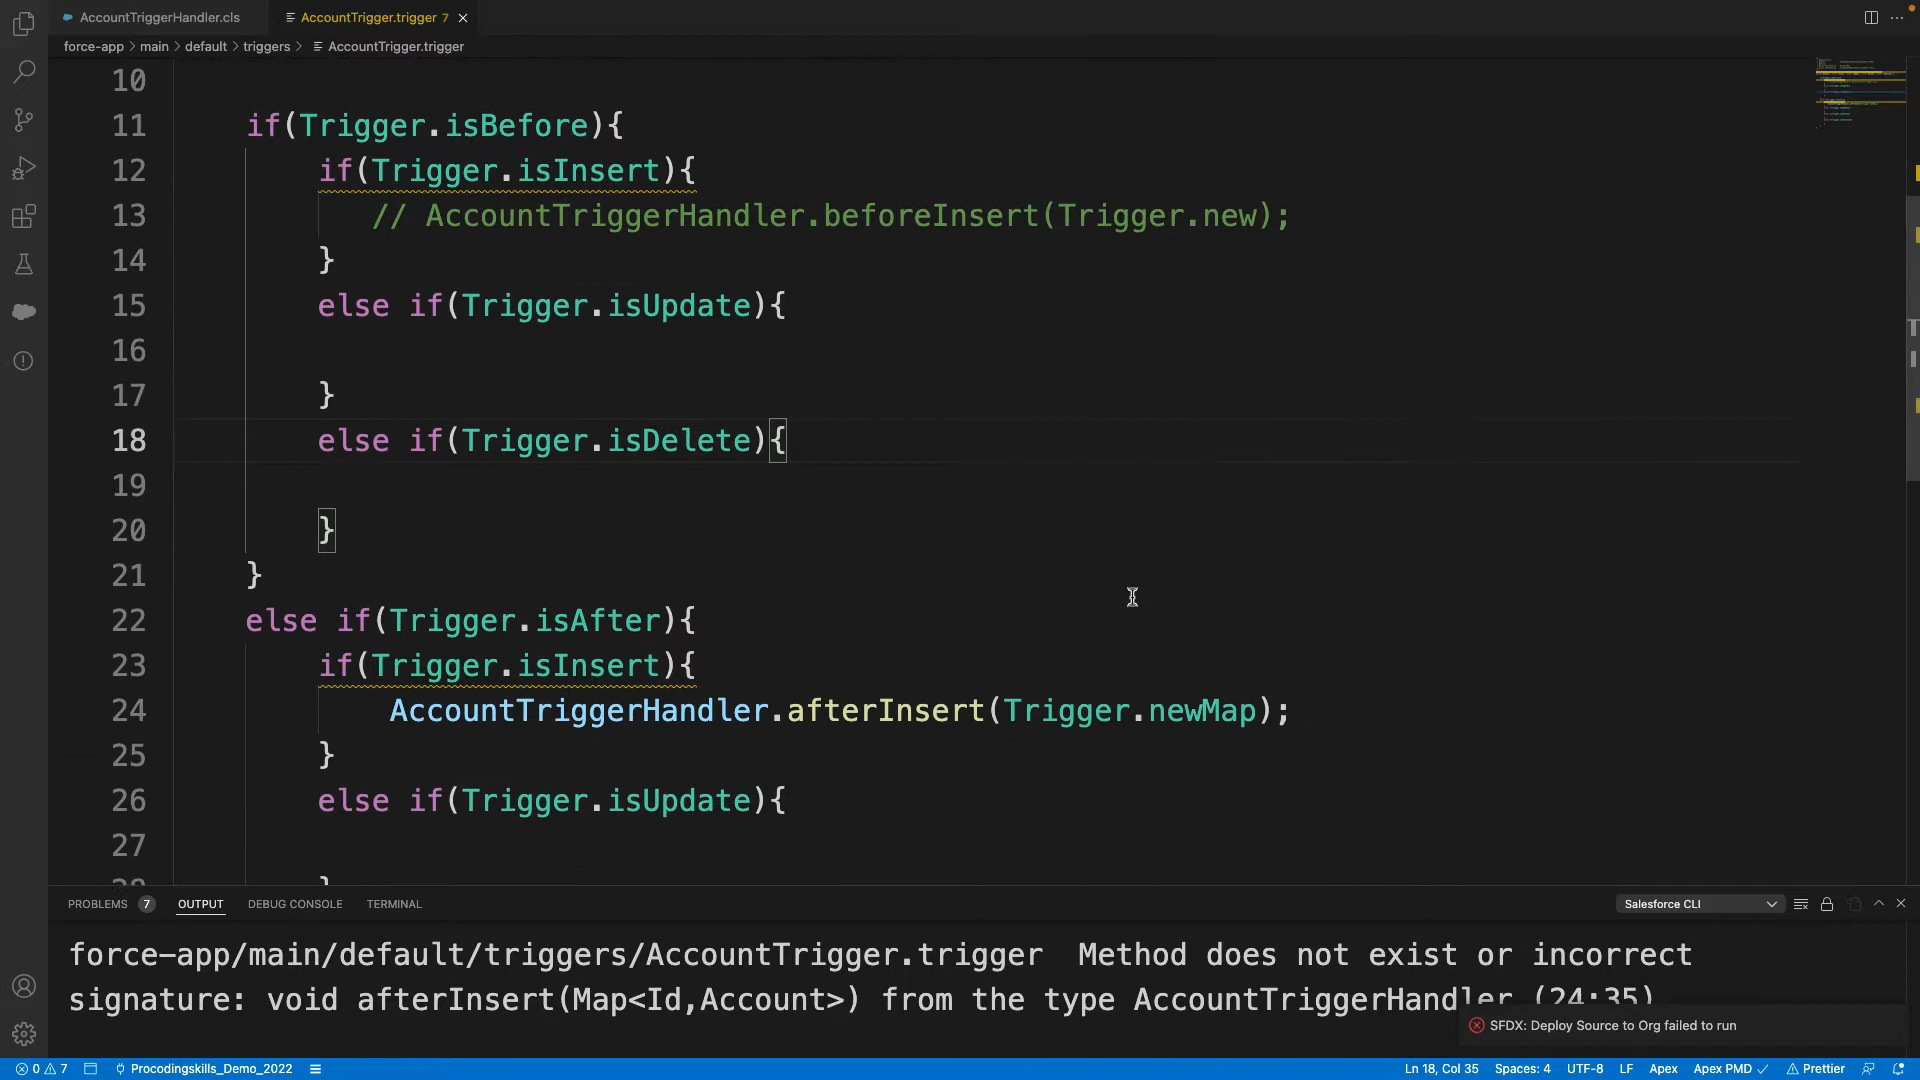 AccountTriggerHandler.cls
AccountTrigger.trigger 7
force-app > main > default > triggers > AccountTrigger.trigger
10
11 if(Trigger.isBefore){
12 if(Trigger.isInsert){
13 // AccountTriggerHandler.beforeInsert(Trigger.new);
14 }
15 else if(Trigger.isUpdate){
16
17 }
18 else if(Trigger.isDelete){
19
20 }
21 }
22 else if(Trigger.isAfter){
23 if(Trigger.isInsert){
24 AccountTriggerHandler.afterInsert(Trigger.newMap);
25 }
26 else if(Trigger.isUpdate){
27
PROBLEMS 7 OUTPUT DEBUG CONSOLE TERMINAL Salesforce CLI
force-app/main/default/triggers/AccountTrigger.trigger Method does not exist or incorrect
signature: void afterInsert(Map<Id,Account>) from the type AccountTriggerHandler (24:35)
SFDX: Deploy Source to Org failed to run
0 7 Procodingskills_Demo_2022 Ln 18, Col 35 Spaces: 4 UTF-8 LF Apex Apex PMD Prettier